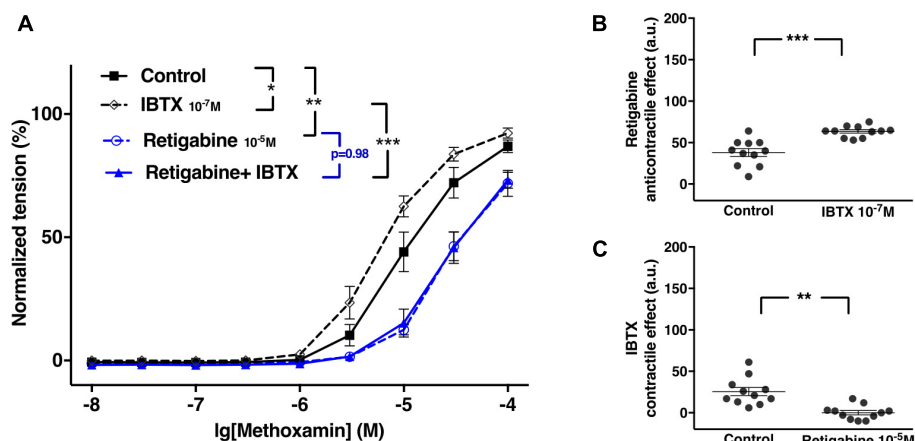 A
Control
IBTX 10-7M
Retigabine 10-5M
Retigabine+ IBTX
*
**
***
p=0.98
Normalized tension (%)
100
50
0
-8 -7 -6 -5 -4
lg[Methoxamin] (M)
B
Retigabine
anticontractile effect (a.u.)
200
150
100
50
0
***
Control IBTX 10-7M
C
IBTX
contractile effect (a.u.)
200
150
100
50
0
**
Control Retigabine 10-5M